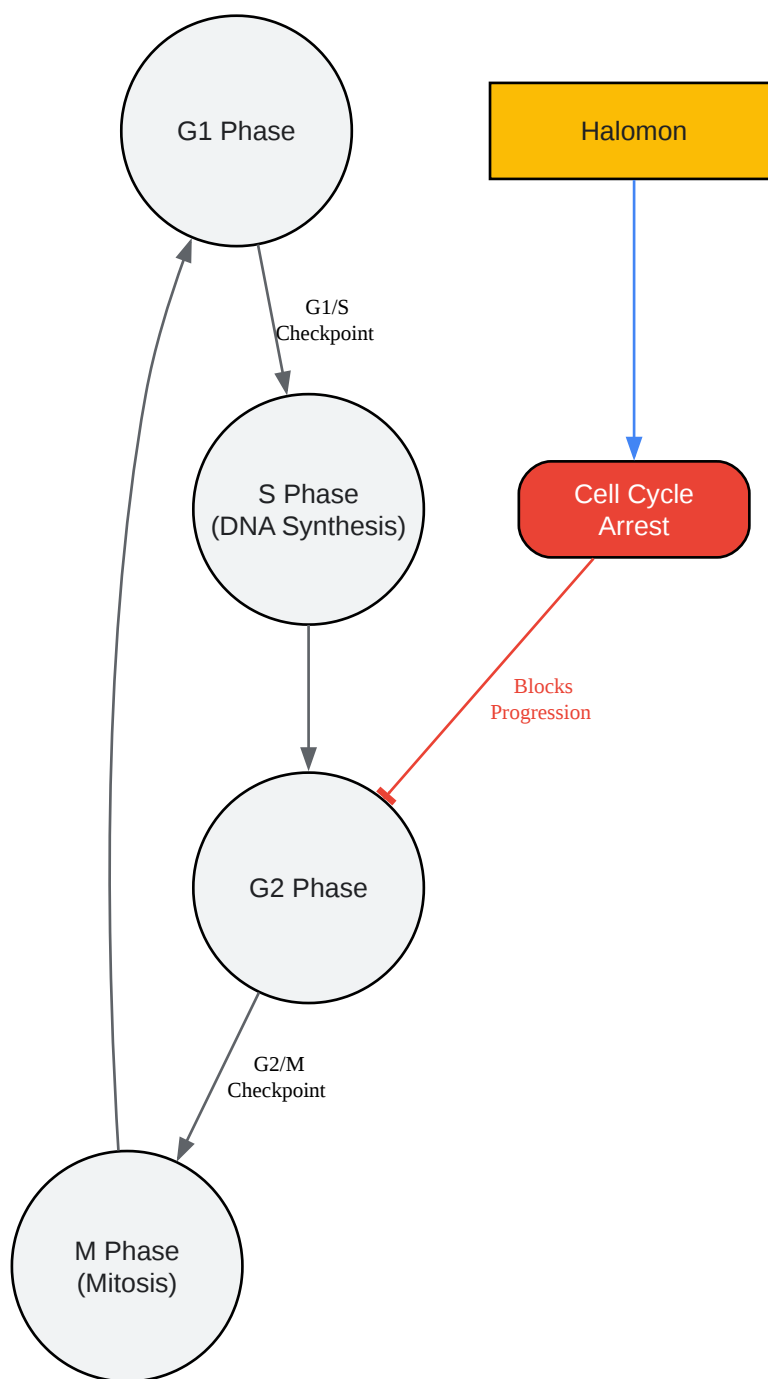 G1 Phase
Halomon
G1/S
Checkpoint
S Phase
(DNA Synthesis)
Cell Cycle
Arrest
Blocks
Progression
G2 Phase
G2/M
Checkpoint
M Phase
(Mitosis)